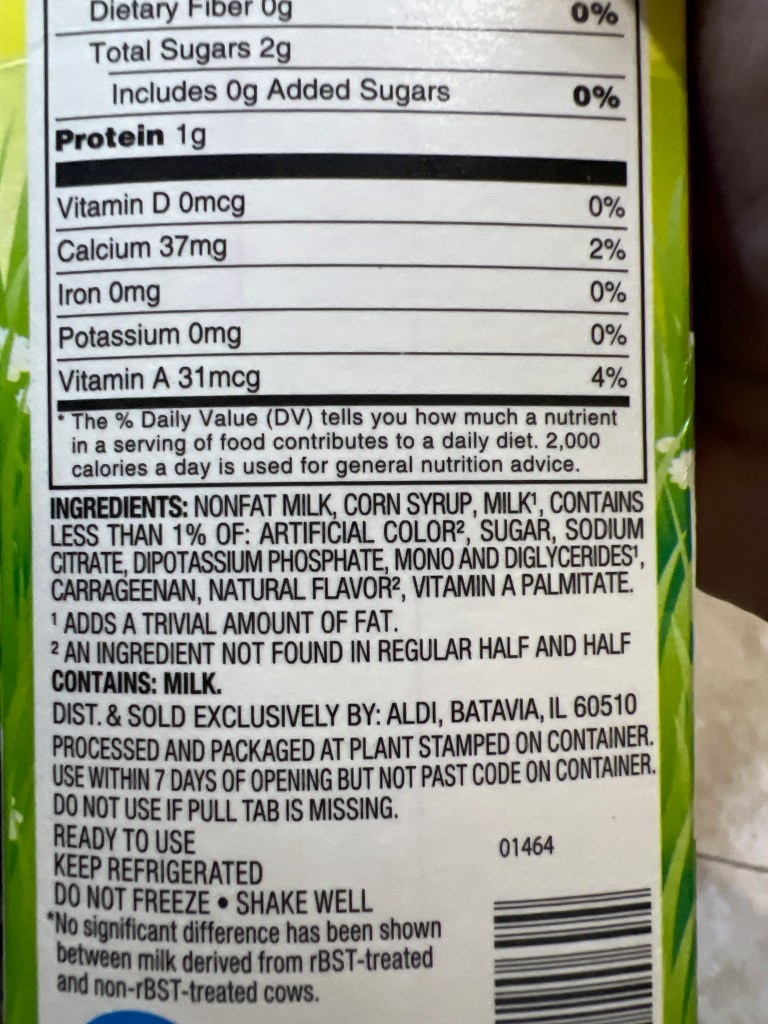 Dietary Fiber 0g 0%
Total Sugars 2g
Includes 0g Added Sugars 0%
Protein 1g
Vitamin D 0mcg 0%
Calcium 37mg 2%
Iron 0mg 0%
Potassium 0mg 0%
Vitamin A 31mcg 4%
* The % Daily Value (DV) tells you how much a nutrient
in a serving of food contributes to a daily diet. 2,000
calories a day is used for general nutrition advice.
INGREDIENTS: NONFAT MILK, CORN SYRUP, MILK¹, CONTAINS
LESS THAN 1% OF: ARTIFICIAL COLOR², SUGAR, SODIUM
CITRATE, DIPOTASSIUM PHOSPHATE, MONO AND DIGLYCERIDES¹,
CARRAGEENAN, NATURAL FLAVOR², VITAMIN A PALMITATE.
¹ ADDS A TRIVIAL AMOUNT OF FAT.
² AN INGREDIENT NOT FOUND IN REGULAR HALF AND HALF
CONTAINS: MILK.
DIST. & SOLD EXCLUSIVELY BY: ALDI, BATAVIA, IL 60510
PROCESSED AND PACKAGED AT PLANT STAMPED ON CONTAINER.
USE WITHIN 7 DAYS OF OPENING BUT NOT PAST CODE ON CONTAINER.
DO NOT USE IF PULL TAB IS MISSING.
READY TO USE
01464
KEEP REFRIGERATED
DO NOT FREEZE • SHAKE WELL
*No significant difference has been shown
between milk derived from rBST-treated
and non-rBST-treated cows.